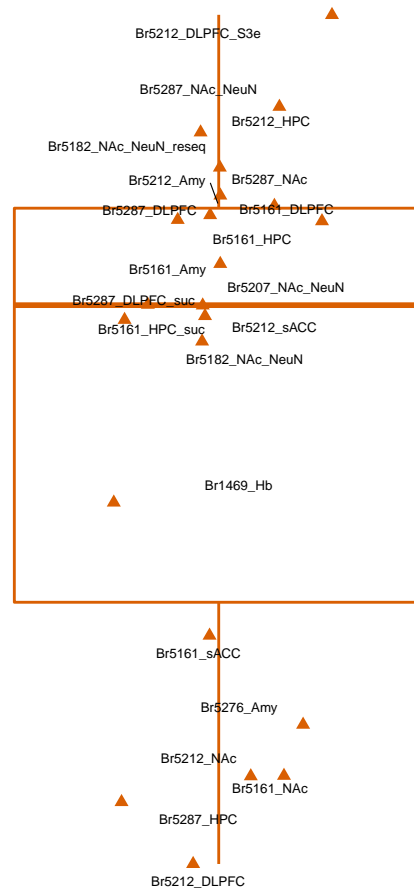 Br5212_DLPFC_S3e
Br5287_NAc_NeuN
Br5212_HPC
Br5182_NAc_NeuN_reseq
Br5212_Amy
Br5287_NAc
Br5287_DLPFC
Br5161_DLPFC
Br5161_HPC
Br5161_Amy
Br5207_NAc_NeuN
Br5287_DLPFC_suc
Br5161_HPC_suc
Br5212_sACC
Br5182_NAc_NeuN
Br1469_Hb
Br5161_sACC
Br5276_Amy
Br5212_NAc
Br5161_NAc
Br5287_HPC
Br5212_DLPFC